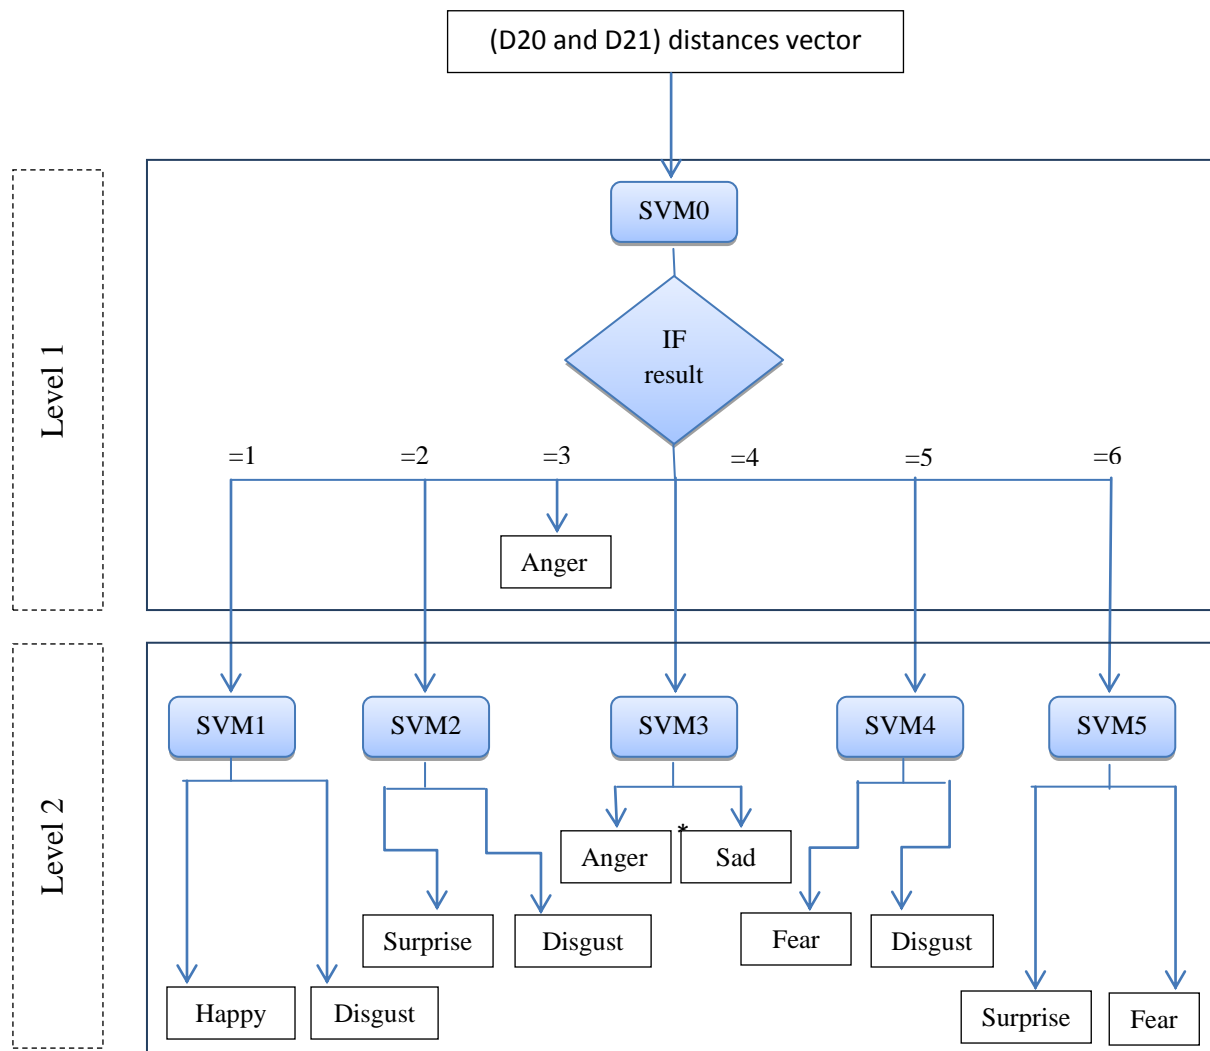 (D20 and D21) distances vector
Level 1
SVM0
IF
result
=1
=2
=3
=4
=5
=6
Anger
Level 2
SVM1
SVM2
SVM3
SVM4
SVM5
*
Anger
Sad
Surprise
Disgust
Fear
Disgust
Happy
Disgust
Surprise
Fear